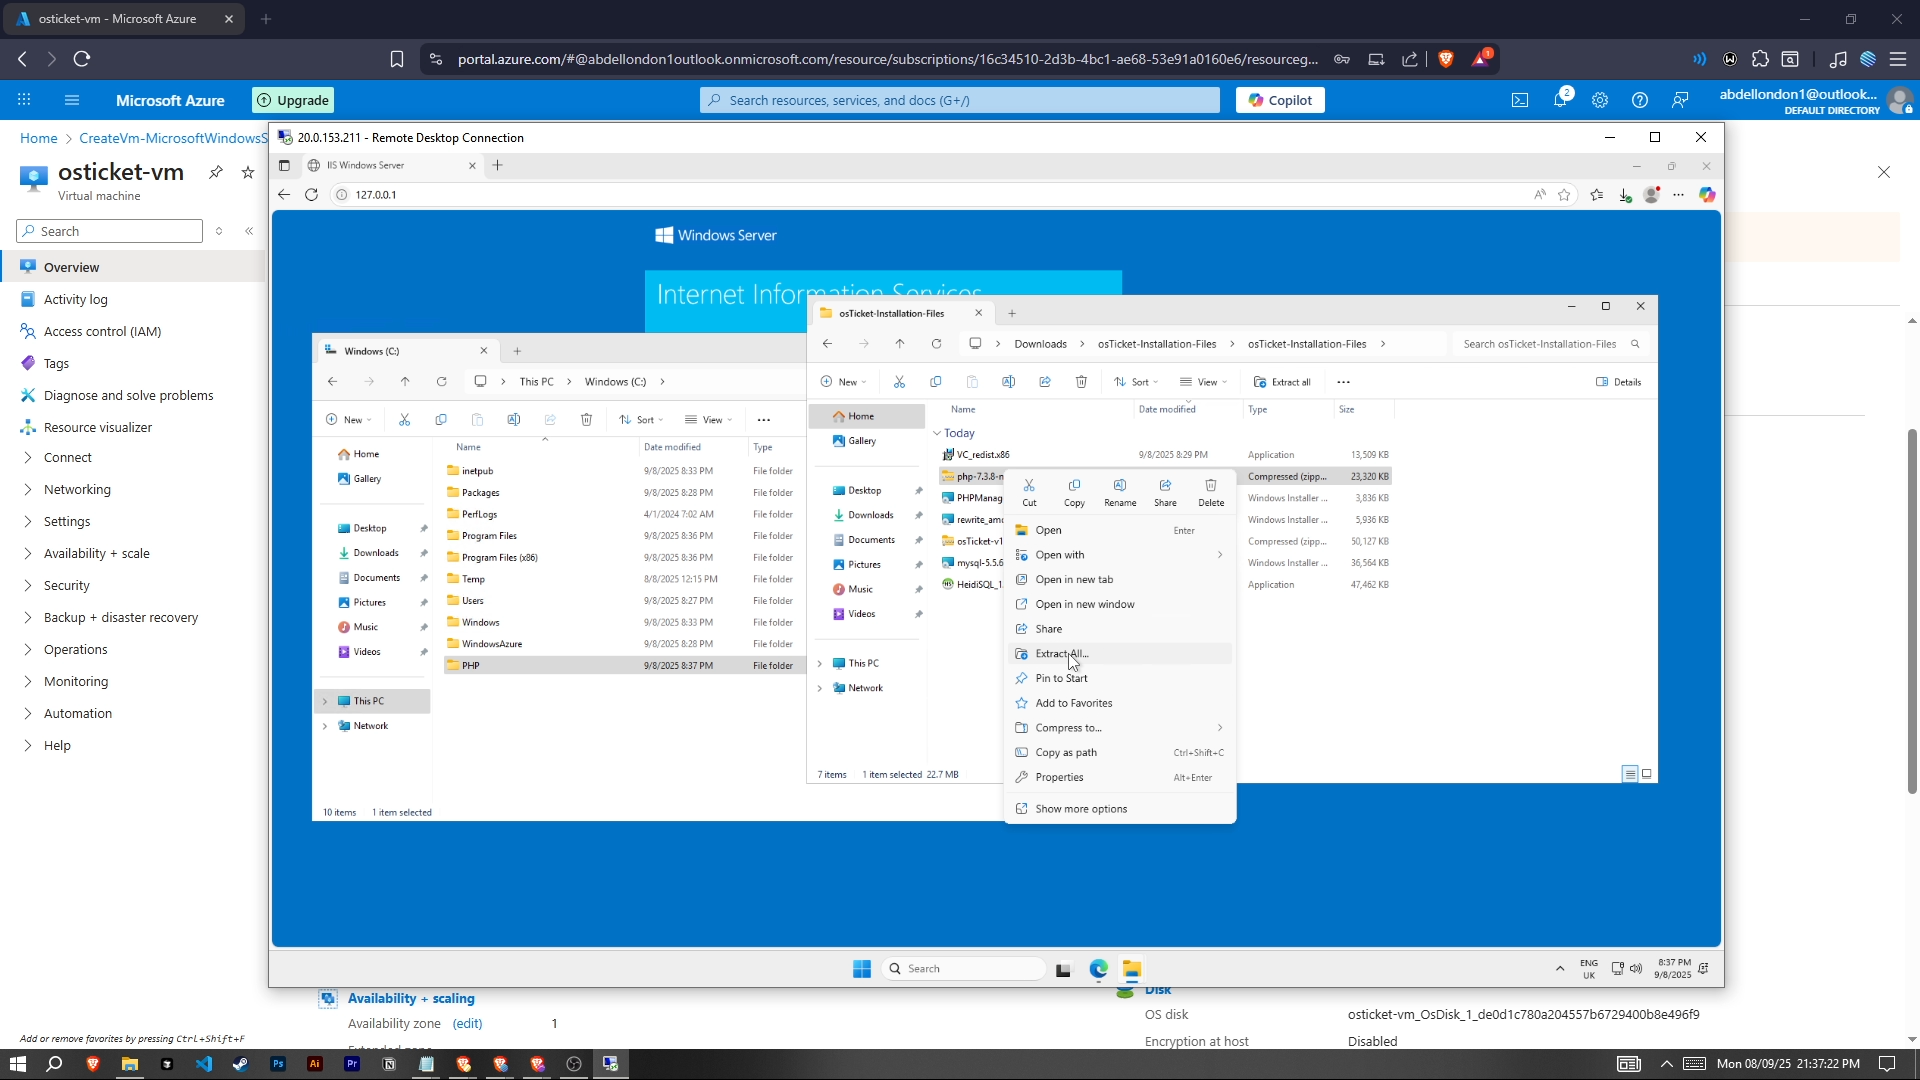 osticket-vm - Microsoft Azure
portal.azure.com/#@abdellondon1outlook.onmicrosoft.com/resource/subscriptions/16c34510-2d3b-4bc1-ae68-53e91a0160e6/resourceg...
1
Microsoft Azure
Upgrade
Search resources, services, and docs (G+/)
Copilot
2
abdellondon1@outlook...
DEFAULT DIRECTORY
Home > CreateVm-MicrosoftWindowsS
osticket-vm
Virtual machine
Search
Overview
Activity log
Access control (IAM)
Tags
Diagnose and solve problems
Resource visualizer
Connect
Networking
Settings
Availability + scale
Security
Backup + disaster recovery
Operations
Monitoring
Automation
Help
Add or remove favorites by pressing Ctrl+Shift+F
20.0.153.211 - Remote Desktop Connection
IIS Windows Server
127.0.0.1
Windows Server
Internet Information Services
Windows (C:)
This PC > Windows (C:) >
New
Sort
View
Name Date modified Type
Home
Gallery
Desktop
Downloads
Documents
Pictures
Music
Videos
This PC
Network
inetpub 9/8/2025 8:33 PM File folder
Packages 9/8/2025 8:28 PM File folder
PerfLogs 4/1/2024 7:02 AM File folder
Program Files 9/8/2025 8:36 PM File folder
Program Files (x86) 9/8/2025 8:36 PM File folder
Temp 8/8/2025 12:15 PM File folder
Users 9/8/2025 8:27 PM File folder
Windows 9/8/2025 8:33 PM File folder
WindowsAzure 9/8/2025 8:28 PM File folder
PHP 9/8/2025 8:37 PM File folder
10 items 1 item selected
osTicket-Installation-Files
Downloads > osTicket-Installation-Files > osTicket-Installation-Files >
Search osTicket-Installation-Files
New
Sort
View
Extract all
Details
Name Date modified Type Size
Home
Gallery
Desktop
Downloads
Documents
Pictures
Music
Videos
This PC
Network
Today
VC_redist.x86 9/8/2025 8:29 PM Application 13,509 KB
php-7.3.8-n Compressed (zipp... 23,320 KB
PHPManag Windows Installer ... 3,836 KB
rewrite_amd Windows Installer ... 5,936 KB
osTicket-v1 Compressed (zipp... 50,127 KB
mysql-5.5.6 Windows Installer ... 36,564 KB
HeidiSQL_1 Application 47,462 KB
7 items 1 item selected 22.7 MB
Cut Copy Rename Share Delete
Open Enter
Open with
Open in new tab
Open in new window
Share
Extract All...
Pin to Start
Add to Favorites
Compress to...
Copy as path Ctrl+Shift+C
Properties Alt+Enter
Show more options
Search
ENG
UK
8:37 PM
9/8/2025
Availability + scaling
Availability zone (edit) 1
Disk
OS disk osticket-vm_OsDisk_1_de0d1c780a204557b6729400b8e496f9
Encryption at host Disabled
Mon 08/09/25 21:37:22 PM